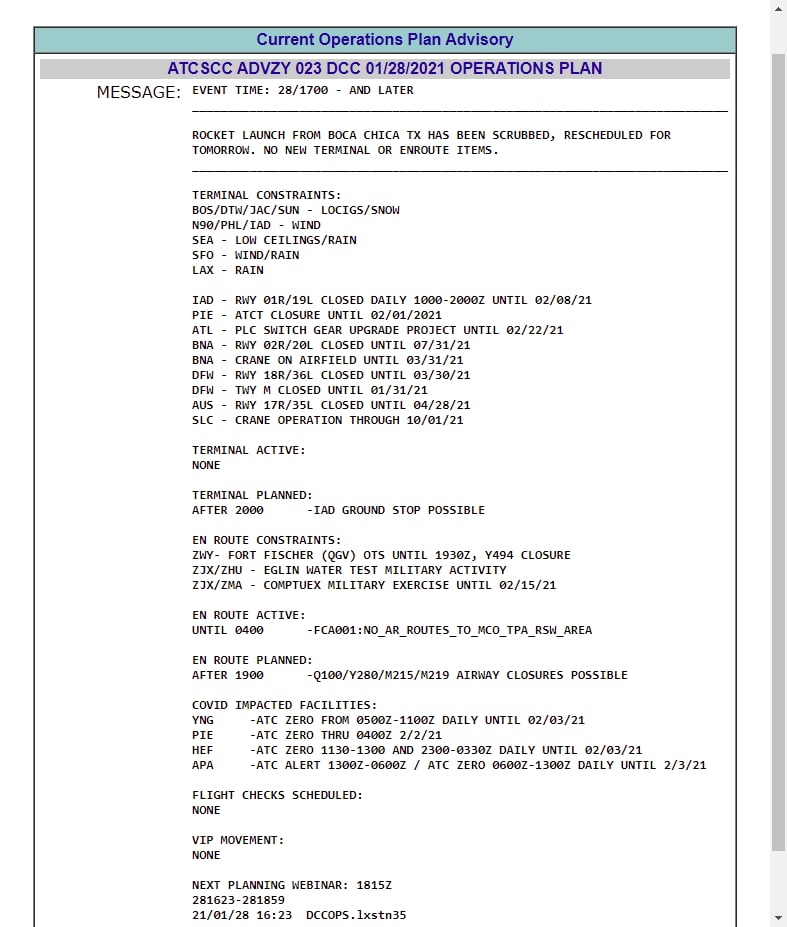 Current Operations Plan Advisory
ATCSCC ADVZY 023 DCC 01/28/2021 OPERATIONS PLAN
MESSAGE: EVENT TIME: 28/1700 - AND LATER
ROCKET LAUNCH FROM BOCA CHICA TX HAS BEEN SCRUBBED, RESCHEDULED FOR
TOMORROW. NO NEW TERMINAL OR ENROUTE ITEMS.
TERMINAL CONSTRAINTS:
BOS/DTW/JAC/SUN - LOCIGS/SNOW
N90/PHL/IAD - WIND
SEA - LOW CEILINGS/RAIN
SFO - WIND/RAIN
LAX - RAIN
IAD - RWY 01R/19L CLOSED DAILY 1000-2000Z UNTIL 02/08/21
PIE - ATCT CLOSURE UNTIL 02/01/2021
ATL - PLC SWITCH GEAR UPGRADE PROJECT UNTIL 02/22/21
BNA - RWY 02R/20L CLOSED UNTIL 07/31/21
BNA - CRANE ON AIRFIELD UNTIL 03/31/21
DFW - RWY 18R/36L CLOSED UNTIL 03/30/21
DFW - TWY M CLOSED UNTIL 01/31/21
AUS - RWY 17R/35L CLOSED UNTIL 04/28/21
SLC - CRANE OPERATION THROUGH 10/01/21
TERMINAL ACTIVE:
NONE
TERMINAL PLANNED:
AFTER 2000 -IAD GROUND STOP POSSIBLE
EN ROUTE CONSTRAINTS:
ZWY- FORT FISCHER (QGV) OTS UNTIL 1930Z, Y494 CLOSURE
ZJX/ZHU - EGLIN WATER TEST MILITARY ACTIVITY
ZJX/ZMA - COMPTUEX MILITARY EXERCISE UNTIL 02/15/21
EN ROUTE ACTIVE:
UNTIL 0400 -FCA001:NO_AR_ROUTES_TO_MCO_TPA_RSW_AREA
EN ROUTE PLANNED:
AFTER 1900 -Q100/Y280/M215/M219 AIRWAY CLOSURES POSSIBLE
COVID IMPACTED FACILITIES:
YNG -ATC ZERO FROM 0500Z-1100Z DAILY UNTIL 02/03/21
PIE -ATC ZERO THRU 0400Z 2/2/21
HEF -ATC ZERO 1130-1300 AND 2300-0330Z DAILY UNTIL 02/03/21
APA -ATC ALERT 1300Z-0600Z / ATC ZERO 0600Z-1300Z DAILY UNTIL 2/3/21
FLIGHT CHECKS SCHEDULED:
NONE
VIP MOVEMENT:
NONE
NEXT PLANNING WEBINAR: 1815Z
281623-281859
21/01/28 16:23 DCCOPS.lxstn35